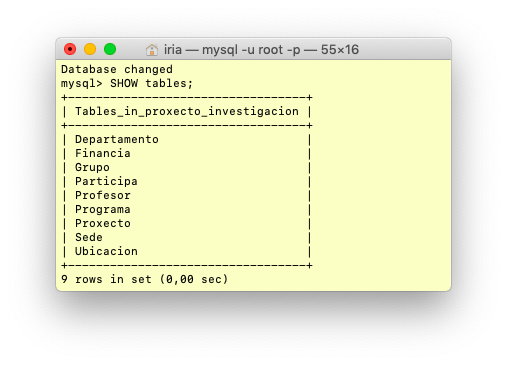 iria — mysql -u root -p — 55×16
Database changed
mysql> SHOW tables;
+-----------------------------------+
| Tables_in_proxecto_investigacion |
+-----------------------------------+
| Departamento                      |
| Financia                          |
| Grupo                             |
| Participa                         |
| Profesor                          |
| Programa                          |
| Proxecto                          |
| Sede                              |
| Ubicacion                         |
+-----------------------------------+
9 rows in set (0,00 sec)